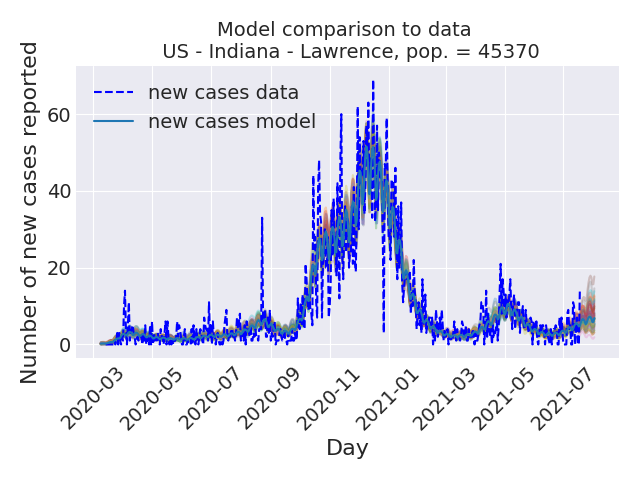 Model comparison to data
US - Indiana - Lawrence, pop. = 45370
new cases data
new cases model
Number of new cases reported
60
40
20
0
2020-03
2020-05
2020-07
2020-09
2020-11
2021-01
2021-03
2021-05
2021-07
Day